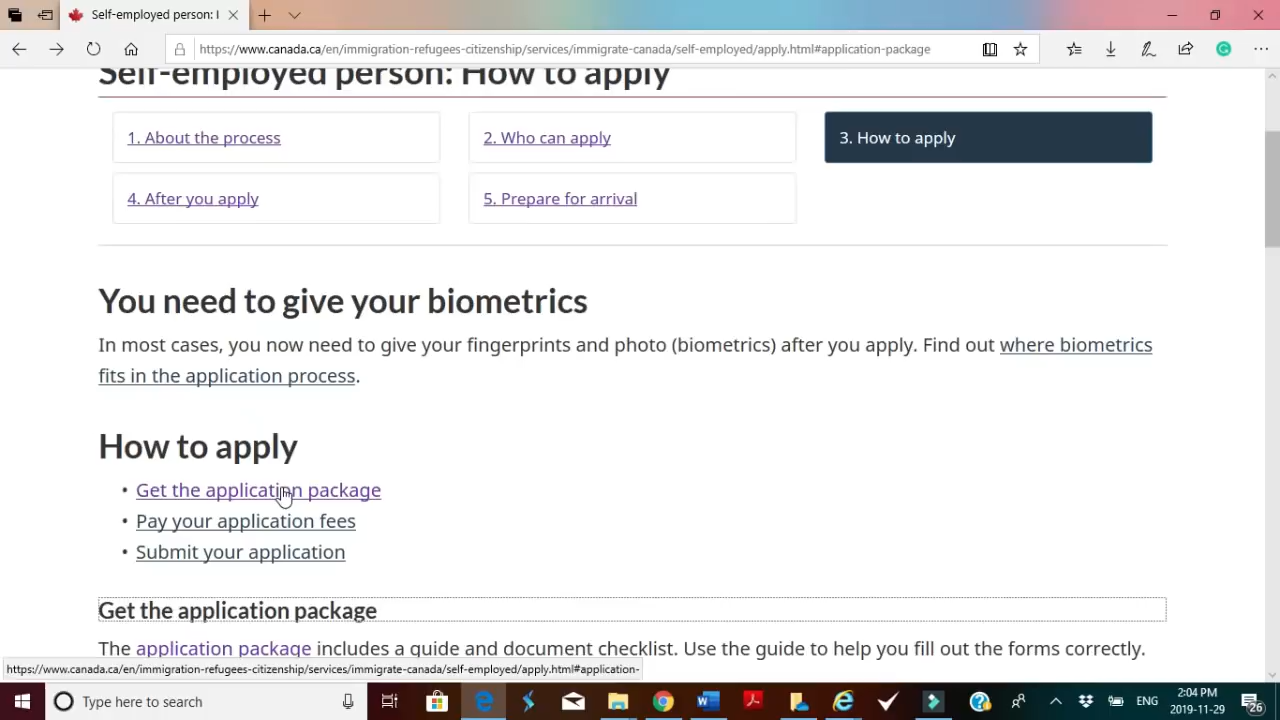 Self-employed person: I
https://www.canada.ca/en/immigration-refugees-citizenship/services/immigrate-canada/self-employed/apply.html#application-package
Self-employed person: How to apply
1. About the process
2. Who can apply
3. How to apply
4. After you apply
5. Prepare for arrival
You need to give your biometrics
In most cases, you now need to give your fingerprints and photo (biometrics) after you apply. Find out where biometrics
fits in the application process.
How to apply
• Get the application package
• Pay your application fees
• Submit your application
Get the application package
The application package includes a guide and document checklist. Use the guide to help you fill out the forms correctly.
https://www.canada.ca/en/immigration-refugees-citizenship/services/immigrate-canada/self-employed/apply.html#application-
Type here to search
ENG
2:04 PM
2019-11-29
26